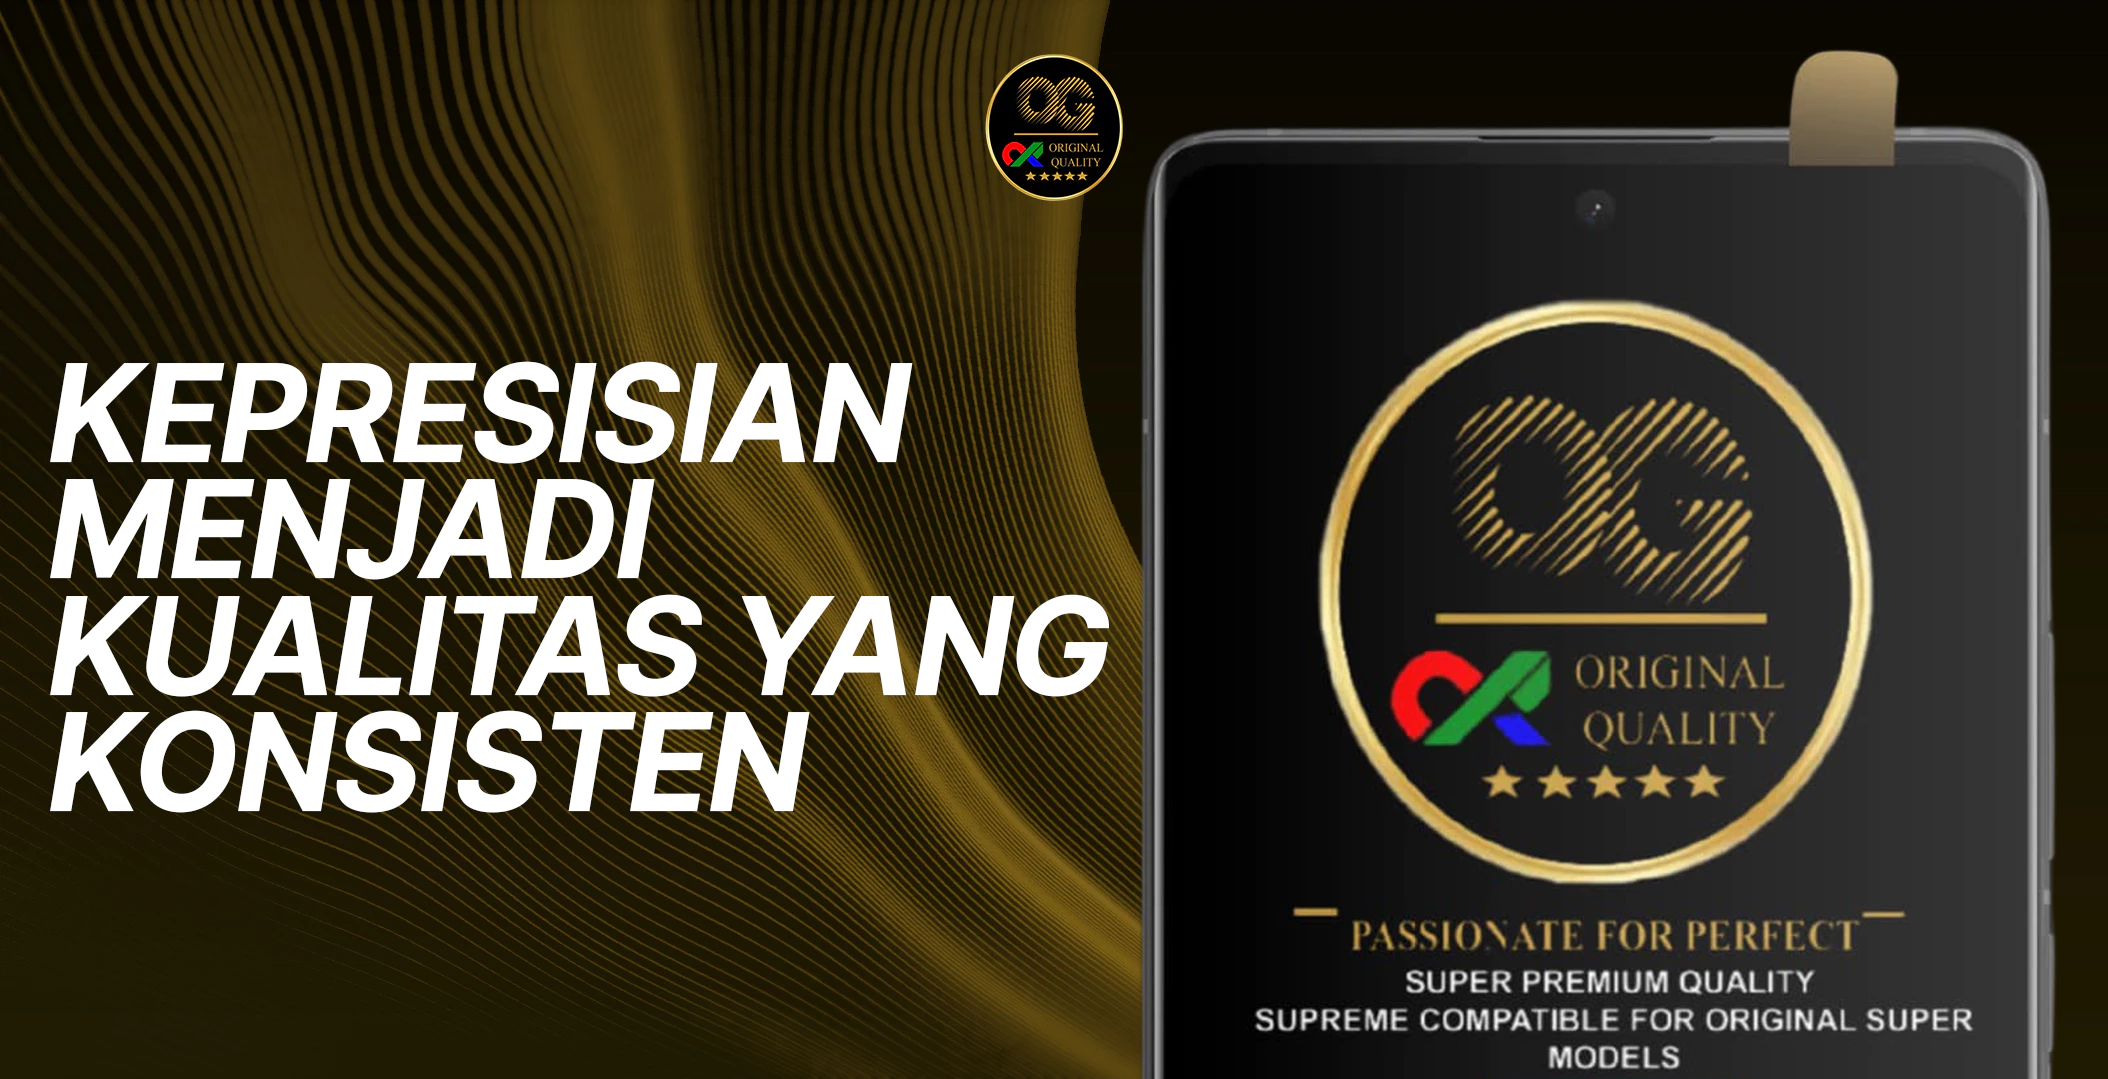 OG
ORIGINAL
QUALITY
KEPRESISIAN
MENJADI
KUALITAS YANG
KONSISTEN
OG
ORIGINAL
QUALITY
PASSIONATE FOR PERFECT
SUPER PREMIUM QUALITY
SUPREME COMPATIBLE FOR ORIGINAL SUPER
MODELS